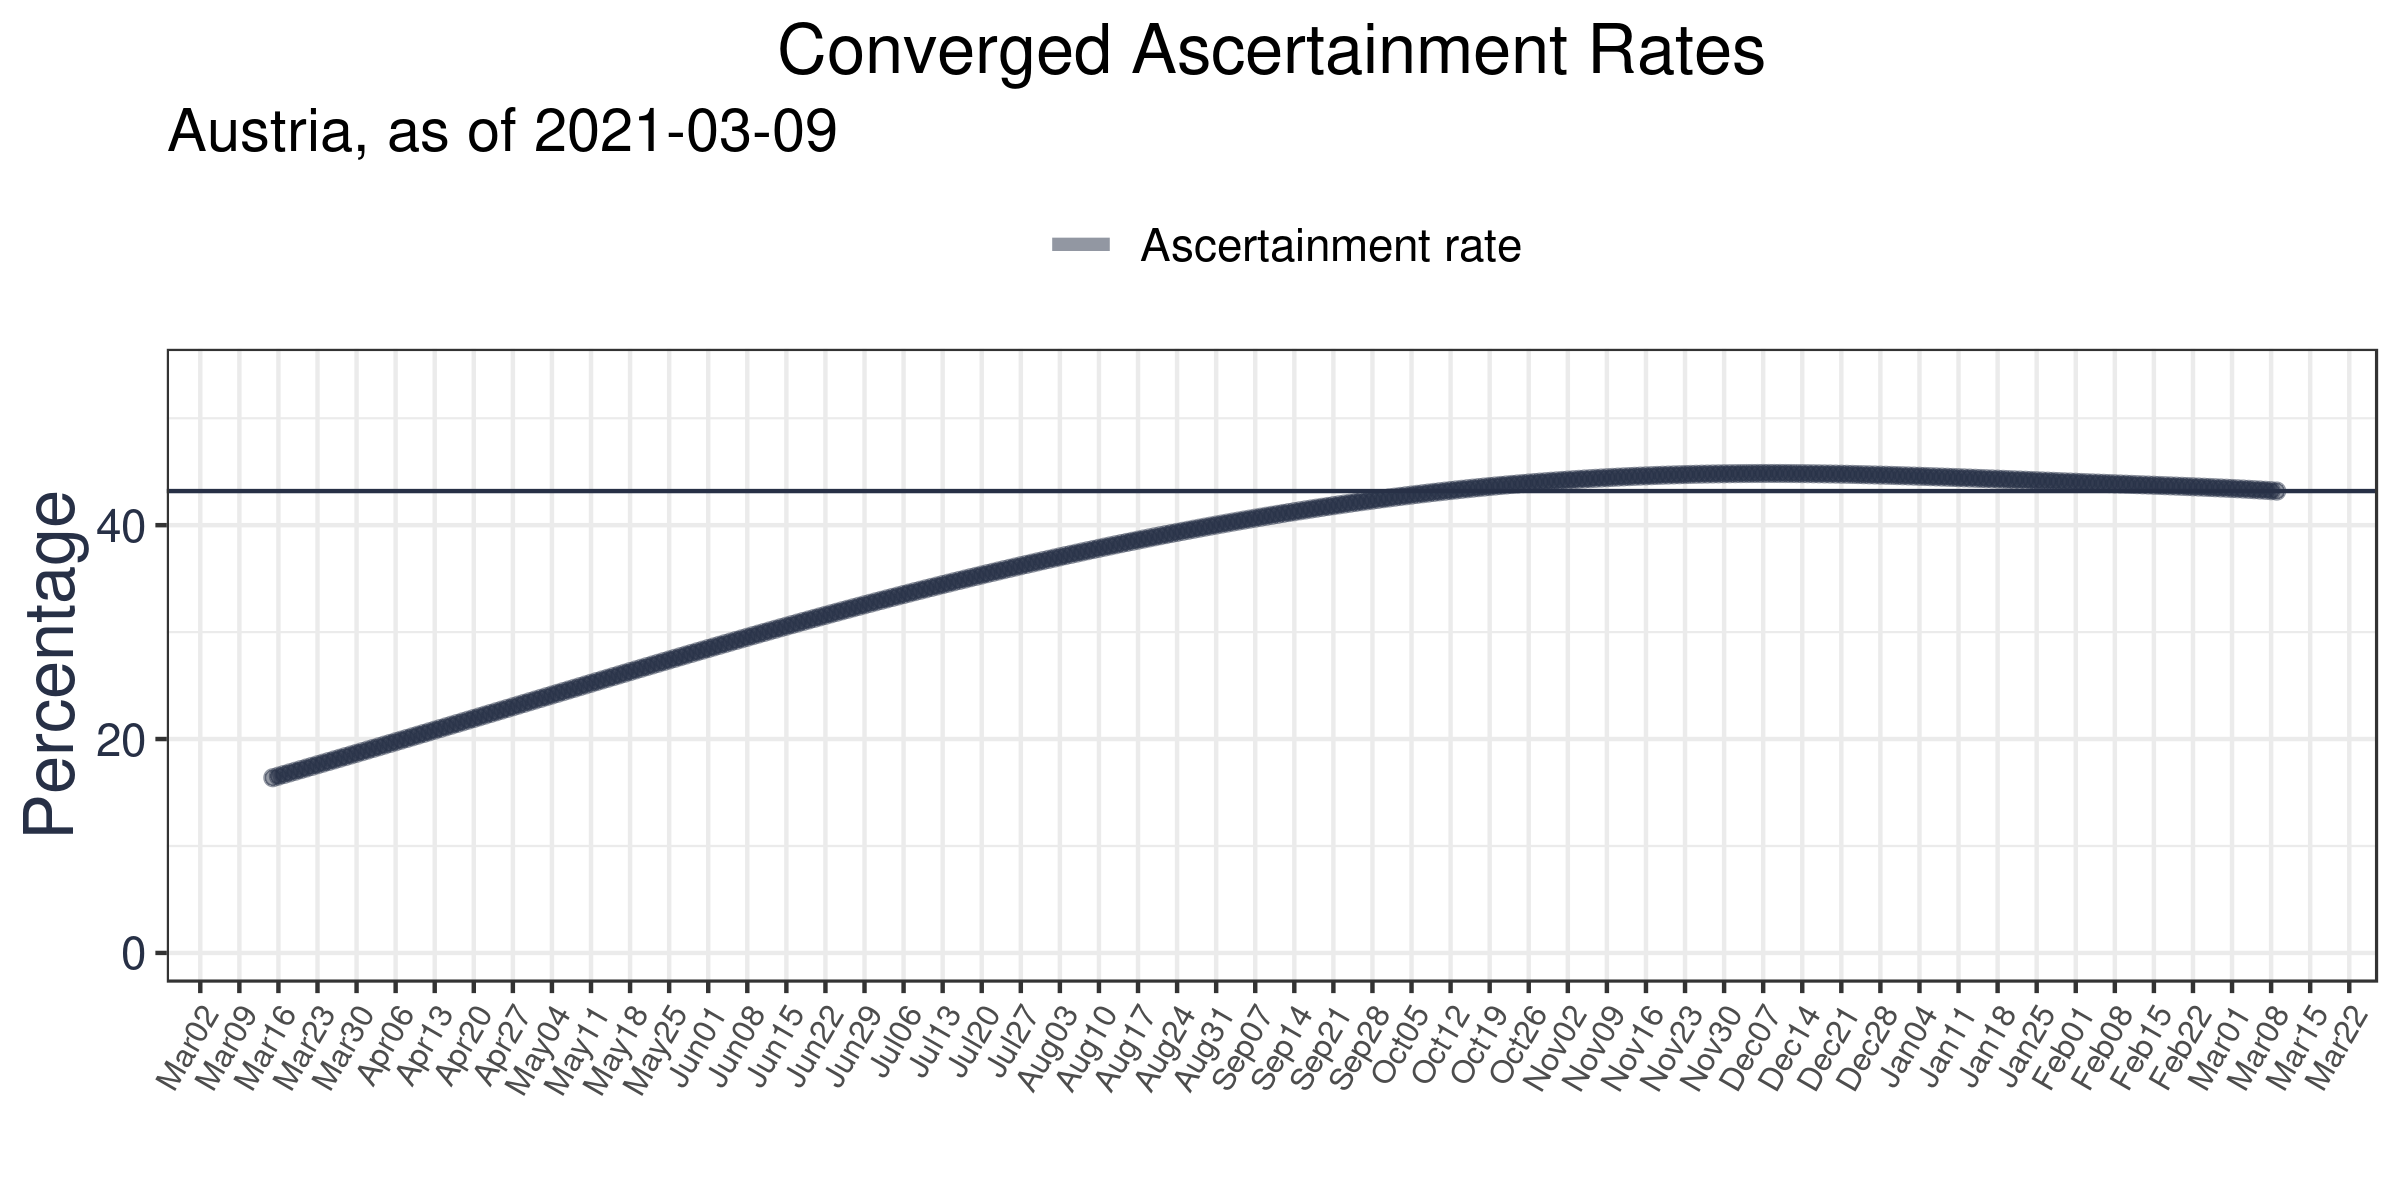 Converged Ascertainment Rates
Austria, as of 2021-03-09
Ascertainment rate
Percentage
40
20
0
Mar02 Mar09 Mar16 Mar23 Mar30 Apr06 Apr13 Apr20 Apr27 May04 May11 May18 May25 Jun01 Jun08 Jun15 Jun22 Jun29 Jul06 Jul13 Jul20 Jul27 Aug03 Aug10 Aug17 Aug24 Aug31 Sep07 Sep14 Sep21 Sep28 Oct05 Oct12 Oct19 Oct26 Nov02 Nov09 Nov16 Nov23 Nov30 Dec07 Dec14 Dec21 Dec28 Jan04 Jan11 Jan18 Jan25 Feb01 Feb08 Feb15 Feb22 Mar01 Mar08 Mar15 Mar22